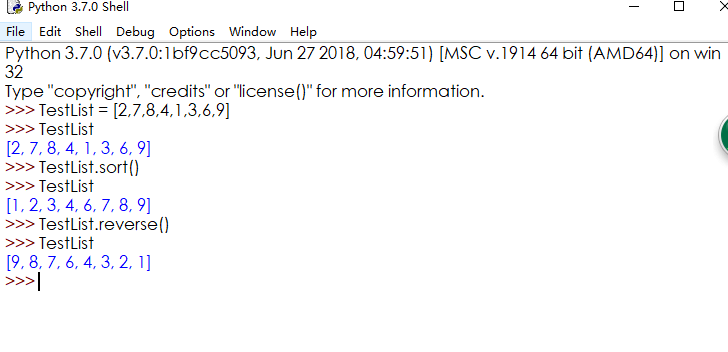 Python 3.7.0 Shell
File Edit Shell Debug Options Window Help
Python 3.7.0 (v3.7.0:1bf9cc5093, Jun 27 2018, 04:59:51) [MSC v.1914 64 bit (AMD64)] on win
32
Type "copyright", "credits" or "license()" for more information.
>>> TestList = [2,7,8,4,1,3,6,9]
>>> TestList
[2, 7, 8, 4, 1, 3, 6, 9]
>>> TestList.sort()
>>> TestList
[1, 2, 3, 4, 6, 7, 8, 9]
>>> TestList.reverse()
>>> TestList
[9, 8, 7, 6, 4, 3, 2, 1]
>>>